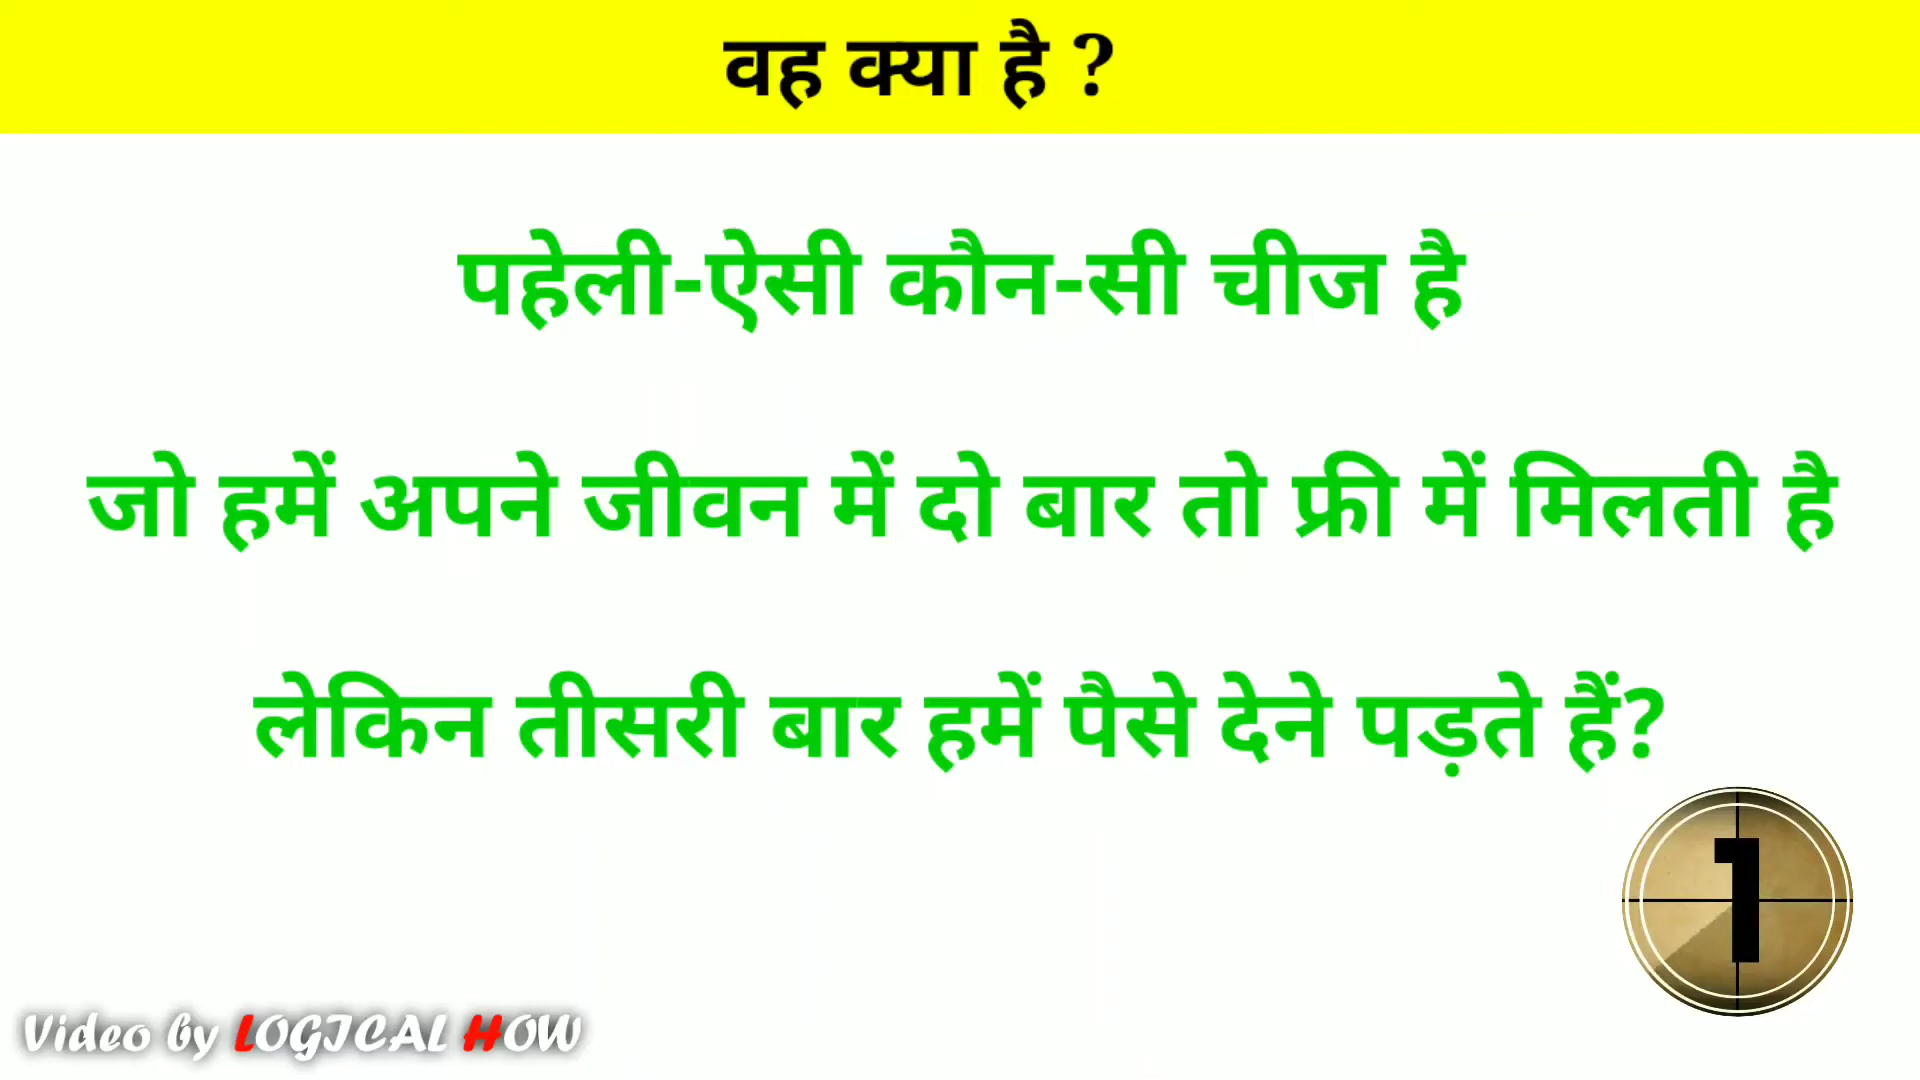 वह क्या है ?
पहेली-ऐसी कौन-सी चीज है
जो हमें अपने जीवन में दो बार तो फ्री में मिलती है
लेकिन तीसरी बार हमें पैसे देने पड़ते हैं?
1
Video by LOGICAL HOW